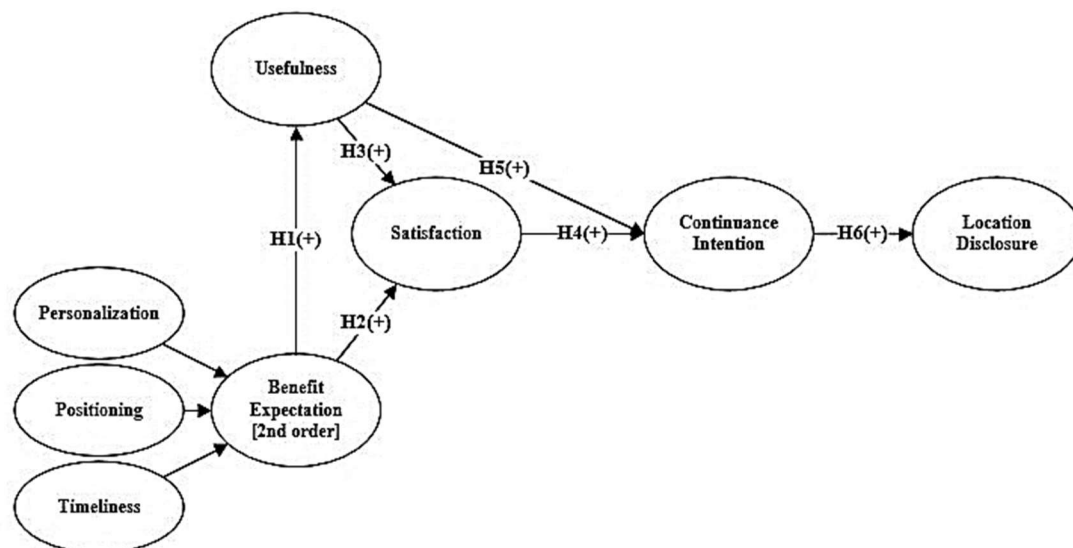 Usefulness
H3(+)
H5(+)
H1(+)
Satisfaction
H4(+)
Continuance
Intention
H6(+)
Location
Disclosure
H2(+)
Personalization
Positioning
Timeliness
Benefit
Expectation
[2nd order]